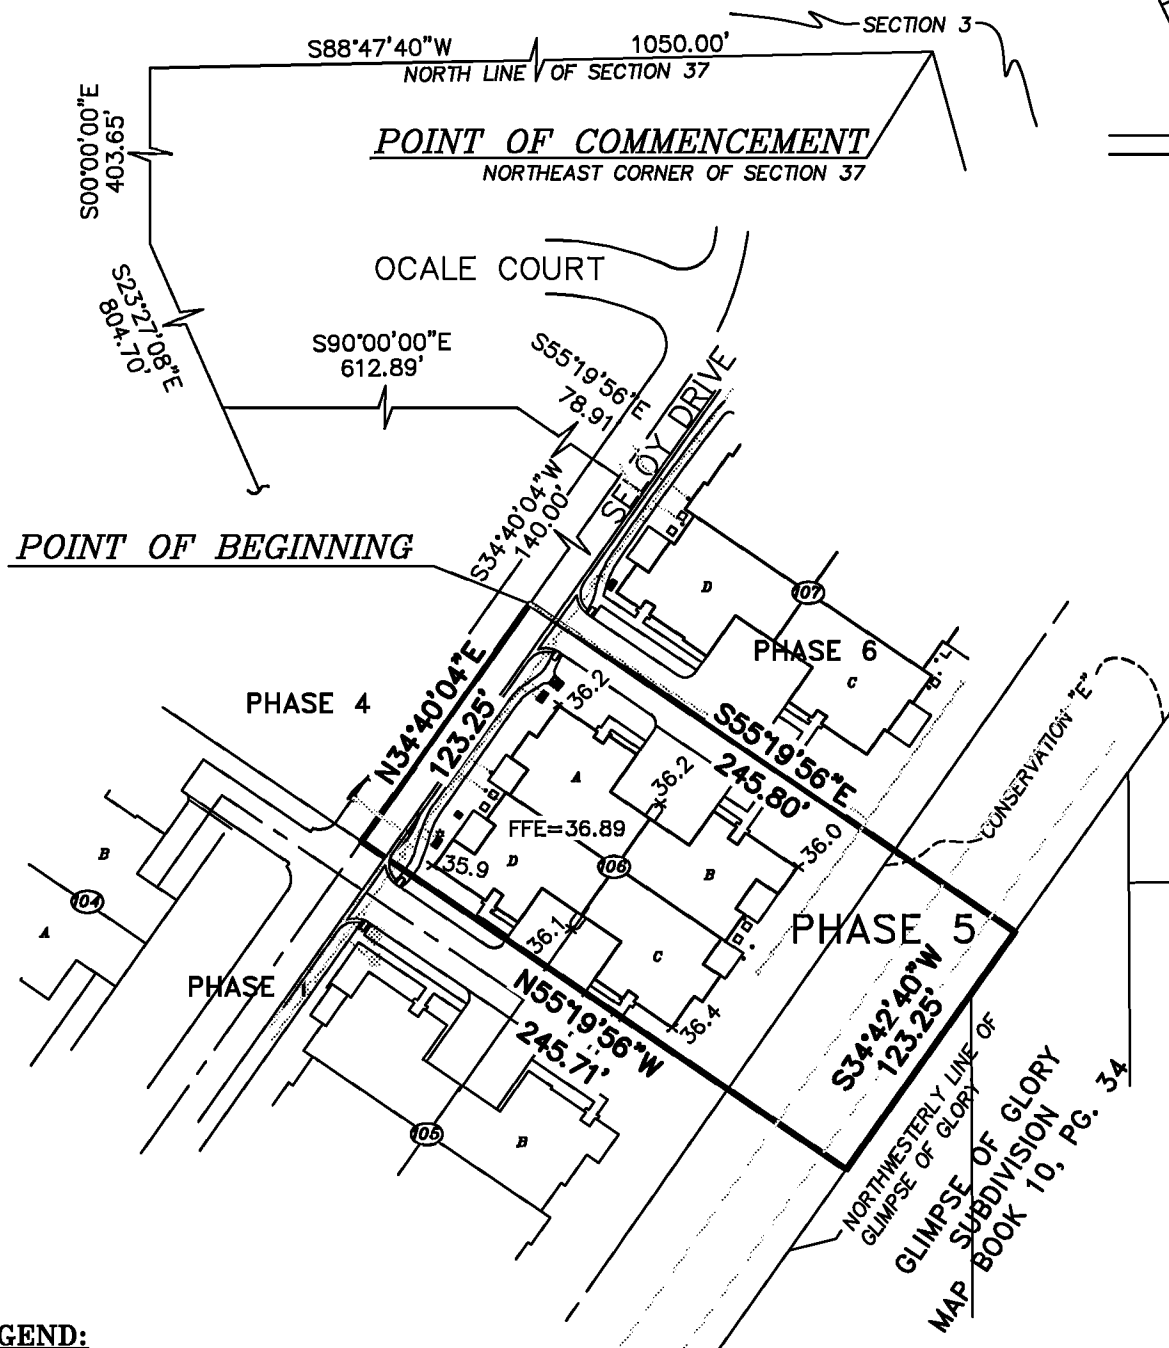 SECTION 3
S88°47'40"W 1050.00'
NORTH LINE OF SECTION 37
S00°00'00"E
403.65'
POINT OF COMMENCEMENT
NORTHEAST CORNER OF SECTION 37
OCALE COURT
S23°27'08"E
804.70'
S90°00'00"E
612.89'
S55°19'56"E
78.91'
SELOY DRIVE
S34°40'04"W
140.00'
POINT OF BEGINNING
D
107
PHASE 6
C
PHASE 4
N34°40'04"E
123.25'
36.2
S55°19'56"E
245.80'
CONSERVATION "E"
A
36.2
FFE=36.89
36.0
D
35.9
106
B
B
104
A
PHASE 5
36.1
C
PHASE 1
N55°19'56"W
245.71'
36.4
S34°42'40"W
123.25'
105
B
NORTHWESTERLY LINE OF
GLIMPSE OF GLORY
GLIMPSE OF GLORY
SUBDIVISION
MAP BOOK 10, PG. 34
GEND: